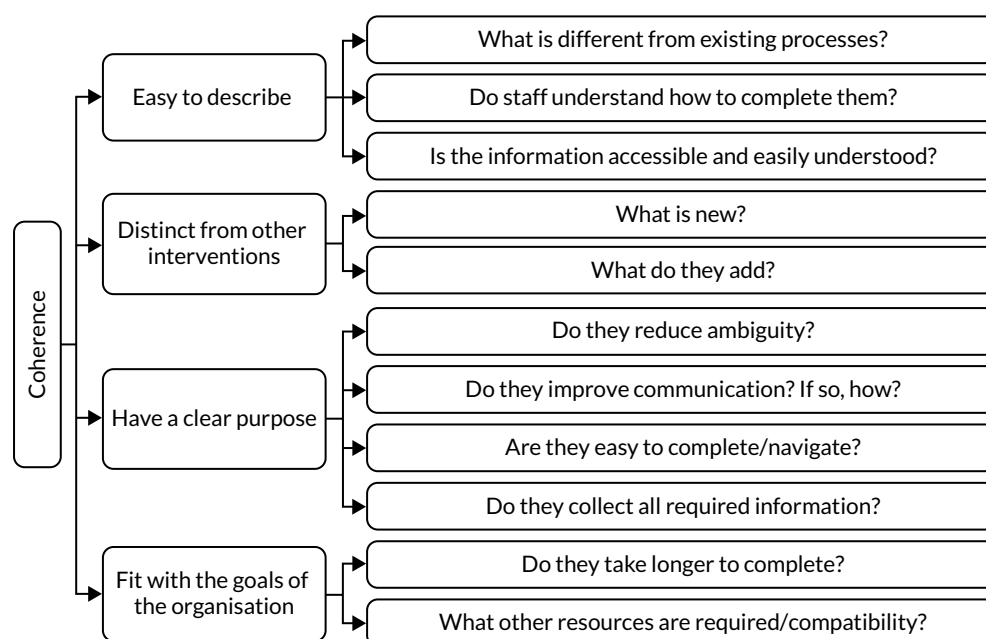 Coherence
Easy to describe
What is different from existing processes?
Do staff understand how to complete them?
Is the information accessible and easily understood?
Distinct from other
interventions
What is new?
What do they add?
Have a clear purpose
Do they reduce ambiguity?
Do they improve communication? If so, how?
Are they easy to complete/navigate?
Do they collect all required information?
Fit with the goals of
the organisation
Do they take longer to complete?
What other resources are required/compatibility?